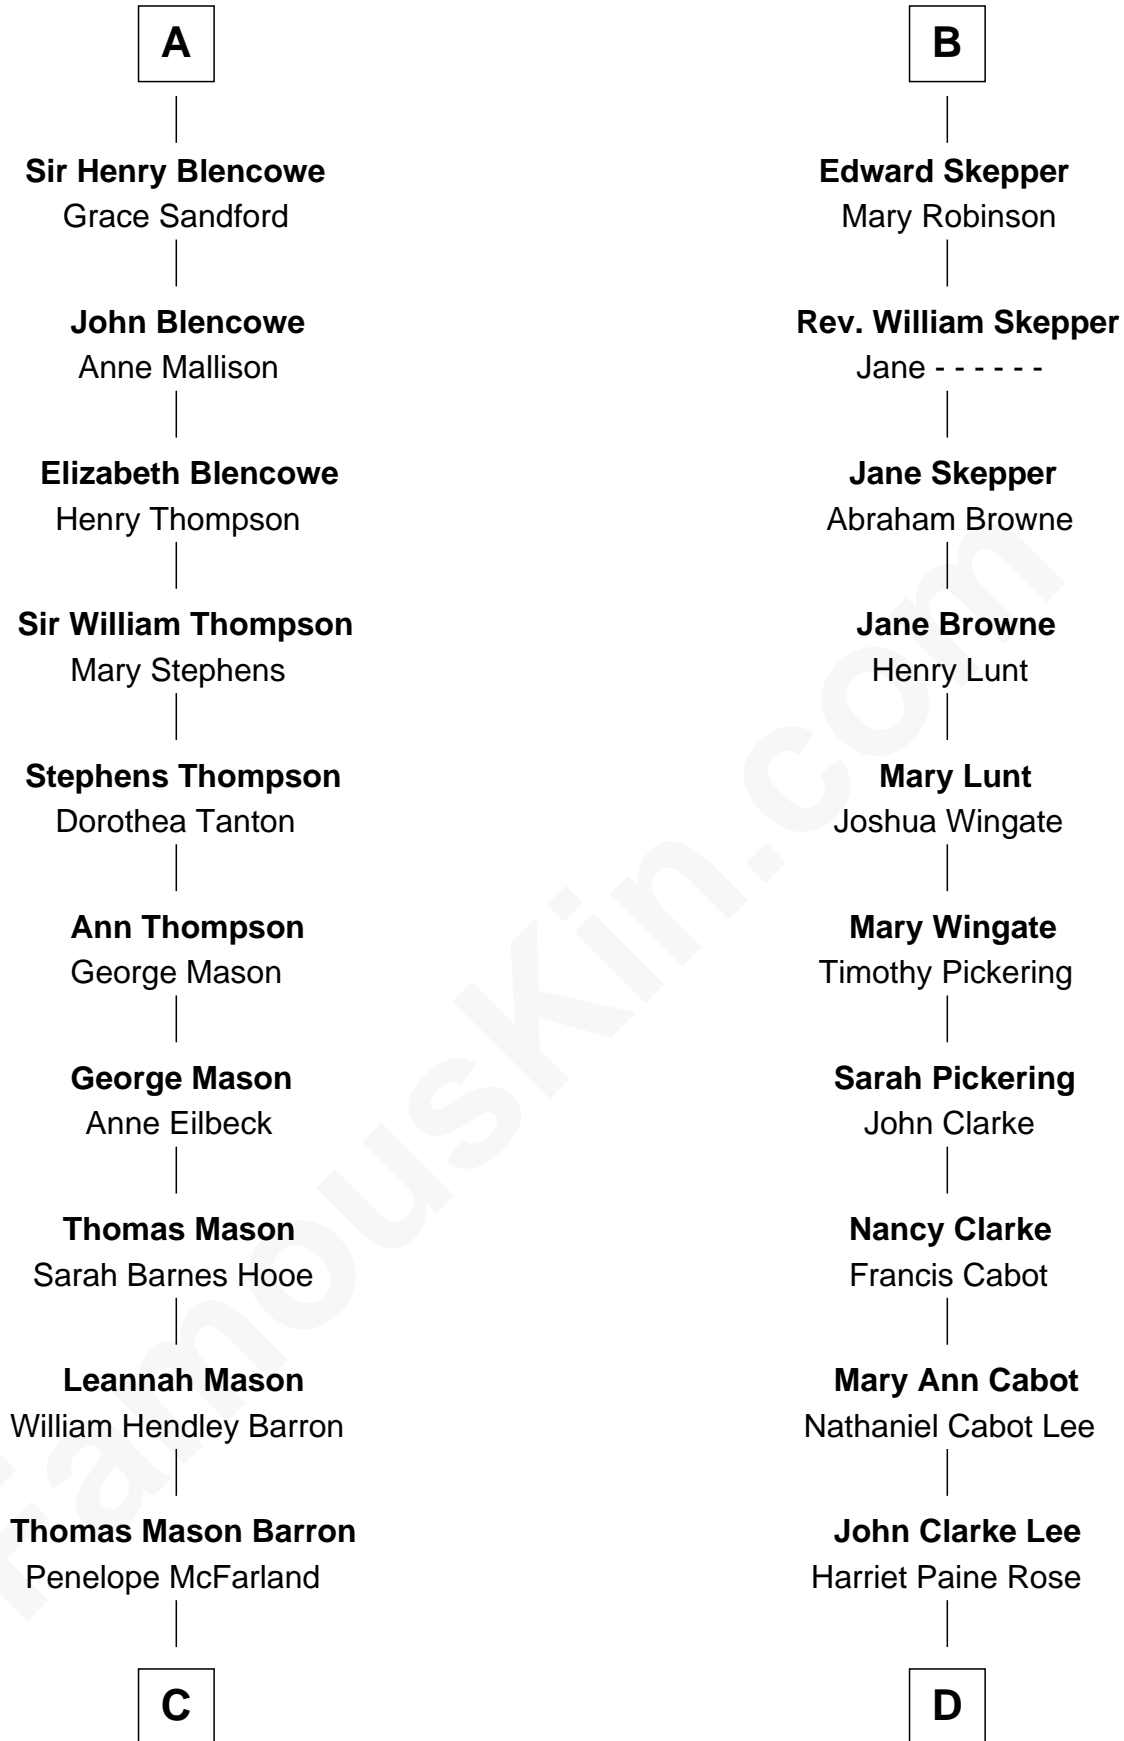 A
Sir Henry Blencowe
Grace Sandford
John Blencowe
Anne Mallison
Elizabeth Blencowe
Henry Thompson
Sir William Thompson
Mary Stephens
Stephens Thompson
Dorothea Tanton
Ann Thompson
George Mason
George Mason
Anne Eilbeck
Thomas Mason
Sarah Barnes Hooe
Leannah Mason
William Hendley Barron
Thomas Mason Barron
Penelope McFarland
C
B
Edward Skepper
Mary Robinson
Rev. William Skepper
Jane - - - - - -
Jane Skepper
Abraham Browne
Jane Browne
Henry Lunt
Mary Lunt
Joshua Wingate
Mary Wingate
Timothy Pickering
Sarah Pickering
John Clarke
Nancy Clarke
Francis Cabot
Mary Ann Cabot
Nathaniel Cabot Lee
John Clarke Lee
Harriet Paine Rose
D
FamousKin.com